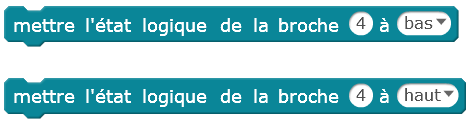 mettre l'état logique de la broche 4 à bas
mettre l'état logique de la broche 4 à haut